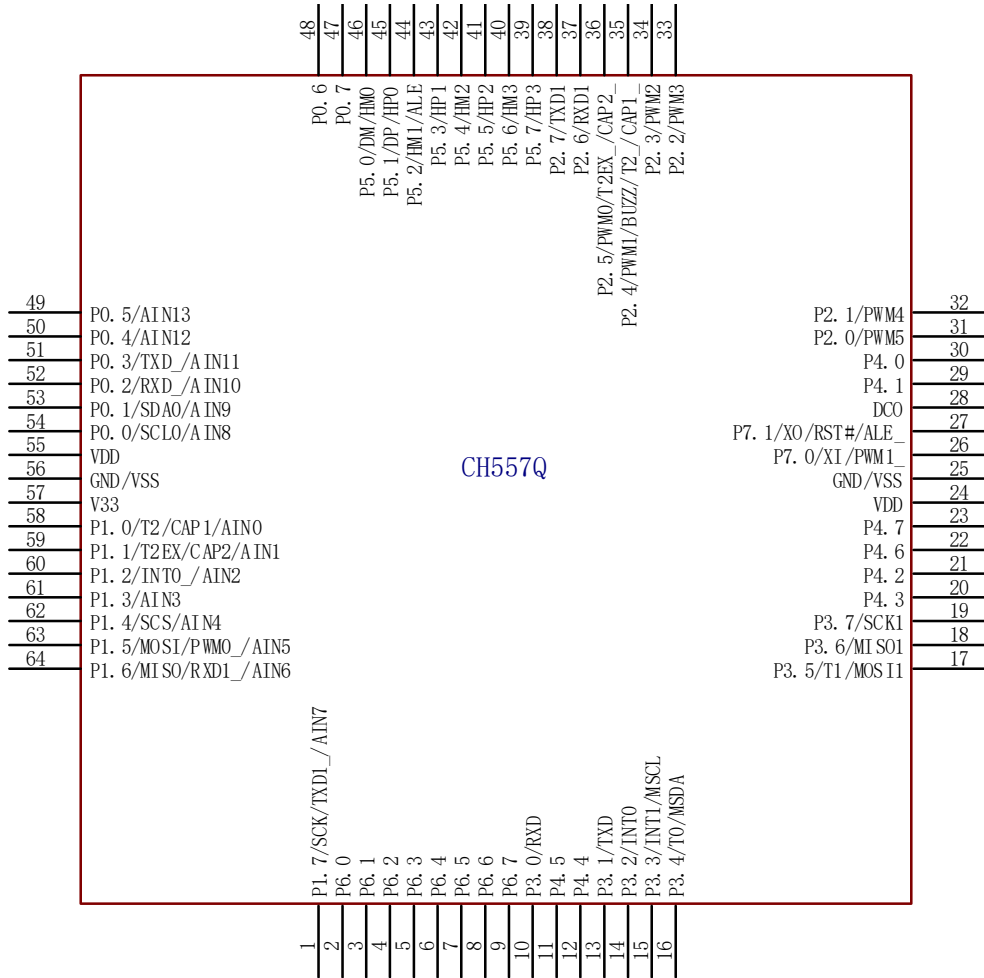 48
47
46
45
44
43
42
41
40
39
38
37
36
35
34
33
P0.6
P0.7
P5.0/DM/HM0
P5.1/DP/HP0
P5.2/HM1/ALE
P5.3/HP1
P5.4/HM2
P5.5/HP2
P5.6/HM3
P5.7/HP3
P2.7/TXD1
P2.6/RXD1
P2.5/PWM0/T2EX_/CAP2_
P2.4/PWM1/BUZZ/T2_/CAP1_
P2.3/PWM2
P2.2/PWM3
49 P0.5/AIN13
50 P0.4/AIN12
51 P0.3/TXD_/AIN11
52 P0.2/RXD_/AIN10
53 P0.1/SDA0/AIN9
54 P0.0/SCL0/AIN8
55 VDD
56 GND/VSS
57 V33
58 P1.0/T2/CAP1/AIN0
59 P1.1/T2EX/CAP2/AIN1
60 P1.2/INT0_/AIN2
61 P1.3/AIN3
62 P1.4/SCS/AIN4
63 P1.5/MOSI/PWM0_/AIN5
64 P1.6/MISO/RXD1_/AIN6
CH557Q
P2.1/PWM4 32
P2.0/PWM5 31
P4.0 30
P4.1 29
DCO 28
P7.1/XO/RST#/ALE_ 27
P7.0/XI/PWM1_ 26
GND/VSS 25
VDD 24
P4.7 23
P4.6 22
P4.2 21
P4.3 20
P3.7/SCK1 19
P3.6/MISO1 18
P3.5/T1/MOSI1 17
P1.7/SCK/TXD1_/AIN7
P6.0
P6.1
P6.2
P6.3
P6.4
P6.5
P6.6
P6.7
P3.0/RXD
P4.5
P4.4
P3.1/TXD
P3.2/INT0
P3.3/INT1/MSCL
P3.4/T0/MSDA
1
2
3
4
5
6
7
8
9
10
11
12
13
14
15
16